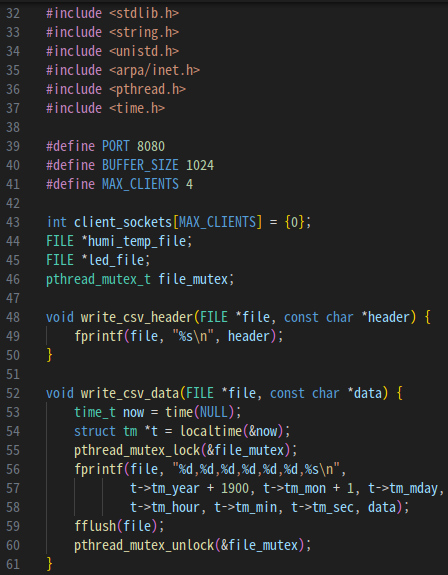 32 #include <stdlib.h>
33 #include <string.h>
34 #include <unistd.h>
35 #include <arpa/inet.h>
36 #include <pthread.h>
37 #include <time.h>
38
39 #define PORT 8080
40 #define BUFFER_SIZE 1024
41 #define MAX_CLIENTS 4
42
43 int client_sockets[MAX_CLIENTS] = {0};
44 FILE *humi_temp_file;
45 FILE *led_file;
46 pthread_mutex_t file_mutex;
47
48 void write_csv_header(FILE *file, const char *header) {
49     fprintf(file, "%s\n", header);
50 }
51
52 void write_csv_data(FILE *file, const char *data) {
53     time_t now = time(NULL);
54     struct tm *t = localtime(&now);
55     pthread_mutex_lock(&file_mutex);
56     fprintf(file, "%d,%d,%d,%d,%d,%d,%s\n",
57             t->tm_year + 1900, t->tm_mon + 1, t->tm_mday,
58             t->tm_hour, t->tm_min, t->tm_sec, data);
59     fflush(file);
60     pthread_mutex_unlock(&file_mutex);
61 }